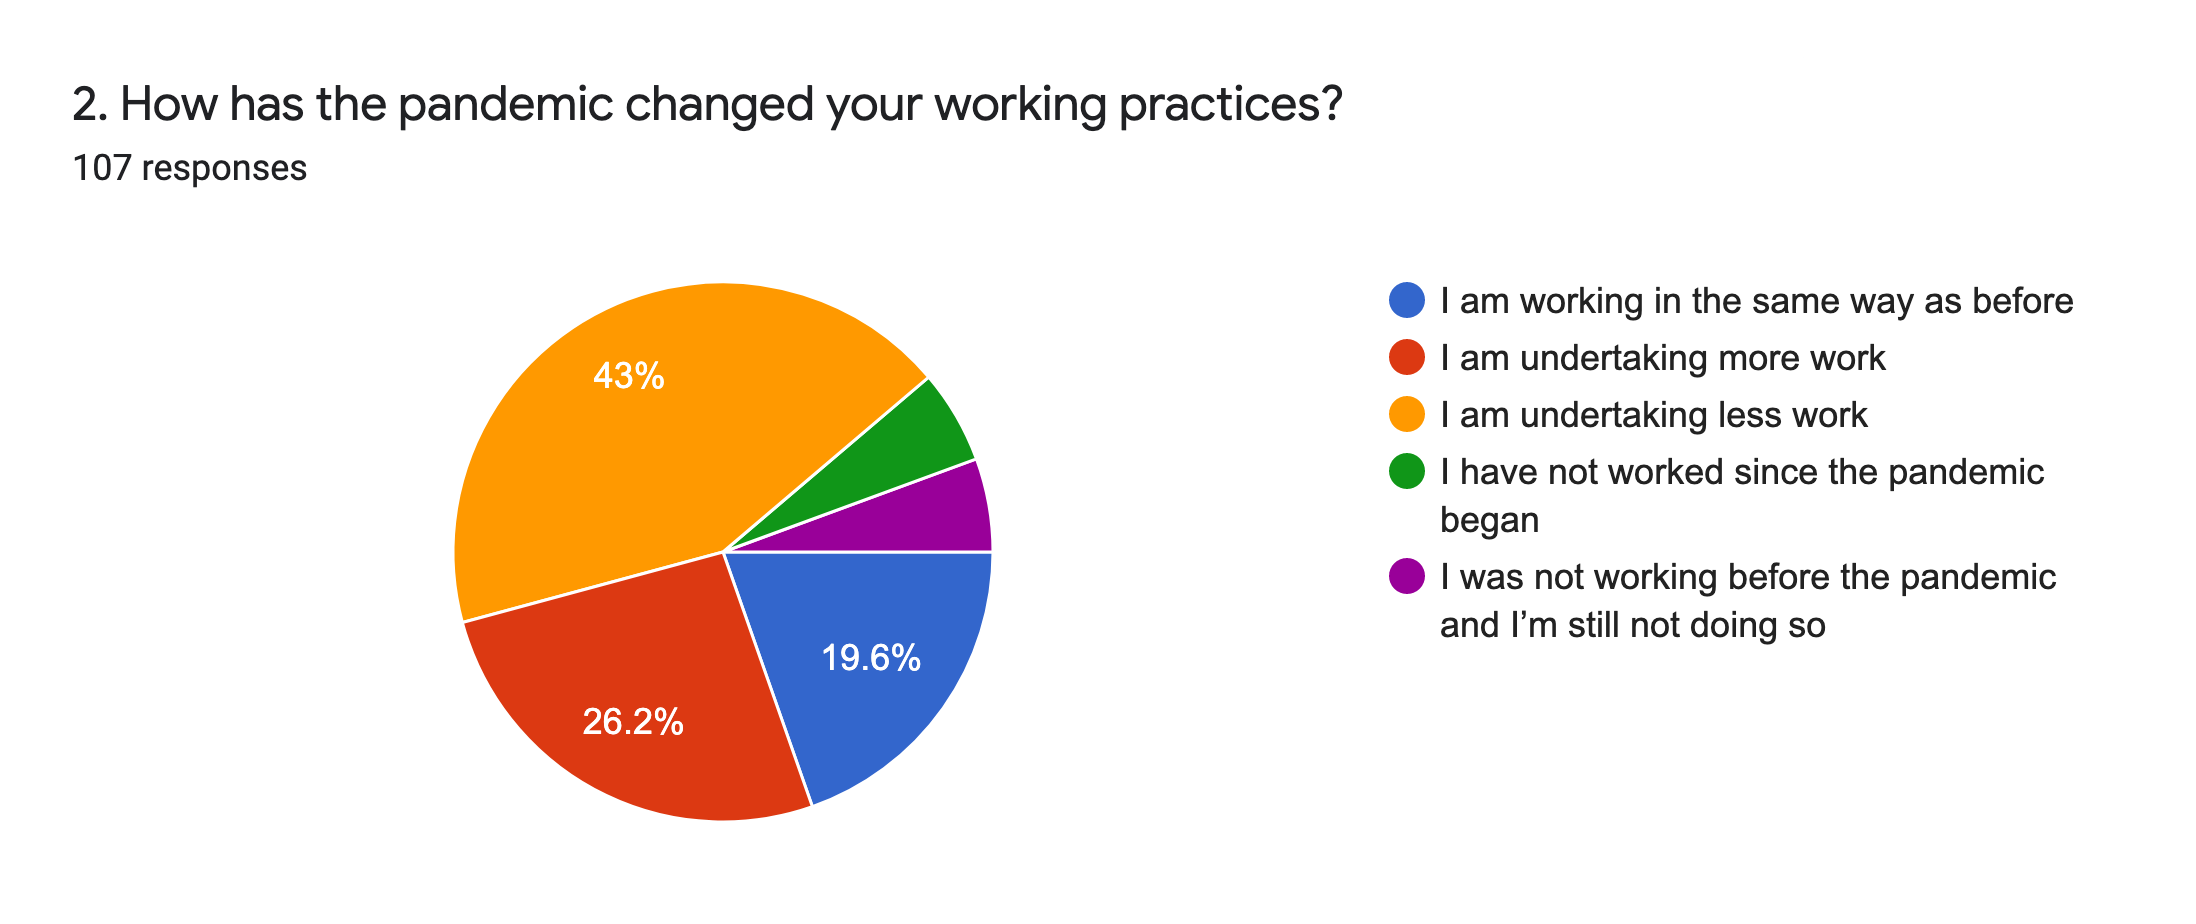 2. How has the pandemic changed your working practices?
107 responses
43%
19.6%
26.2%
I am working in the same way as before
I am undertaking more work
I am undertaking less work
I have not worked since the pandemic
began
I was not working before the pandemic
and I’m still not doing so